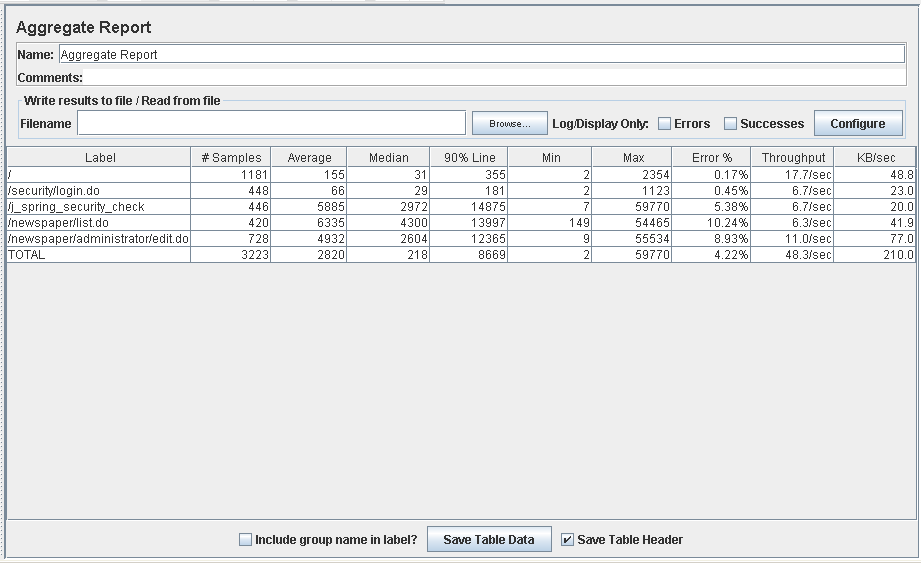 Aggregate Report
Name: Aggregate Report
Comments:
Write results to file / Read from file
Filename Browse... Log/Display Only: Errors Successes Configure
Label # Samples Average Median 90% Line Min Max Error % Throughput KB/sec
/ 1181 155 31 355 2 2354 0.17% 17.7/sec 48.8
/security/login.do 448 66 29 181 2 1123 0.45% 6.7/sec 23.0
/j_spring_security_check 446 5885 2972 14875 7 59770 5.38% 6.7/sec 20.0
/newspaper/list.do 420 6335 4300 13997 149 54465 10.24% 6.3/sec 41.9
/newspaper/administrator/edit.do 728 4932 2604 12365 9 55534 8.93% 11.0/sec 77.0
TOTAL 3223 2820 218 8669 2 59770 4.22% 48.3/sec 210.0
Include group name in label? Save Table Data Save Table Header